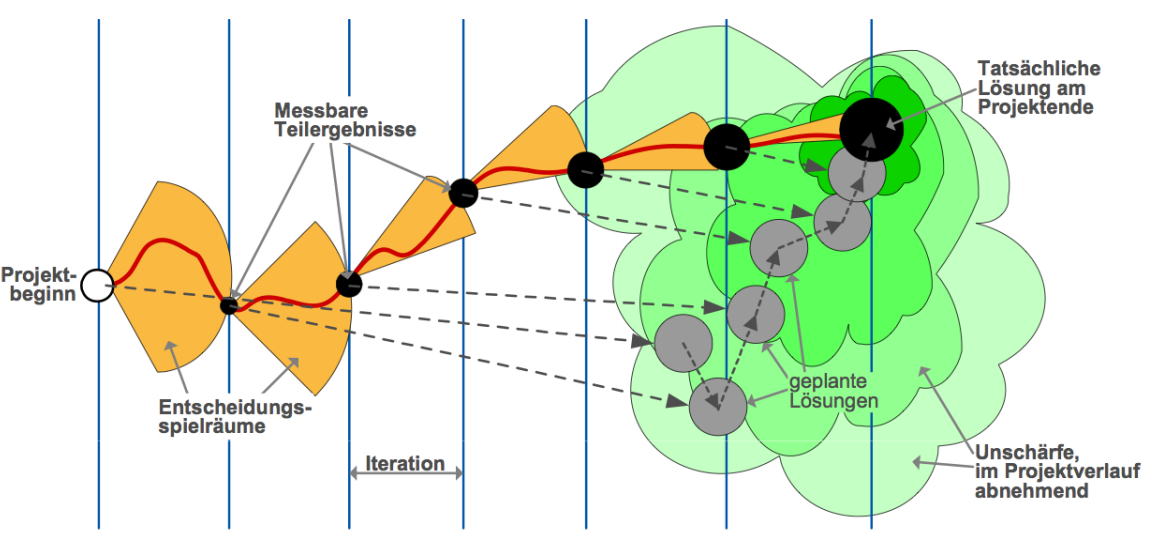 Tatsächliche
Lösung am
Projektende
Messbare
Teilergebnisse
Projekt-
beginn
geplante
Lösungen
Entscheidungs-
spielräume
Iteration
Unschärfe,
im Projektverlauf
abnehmend